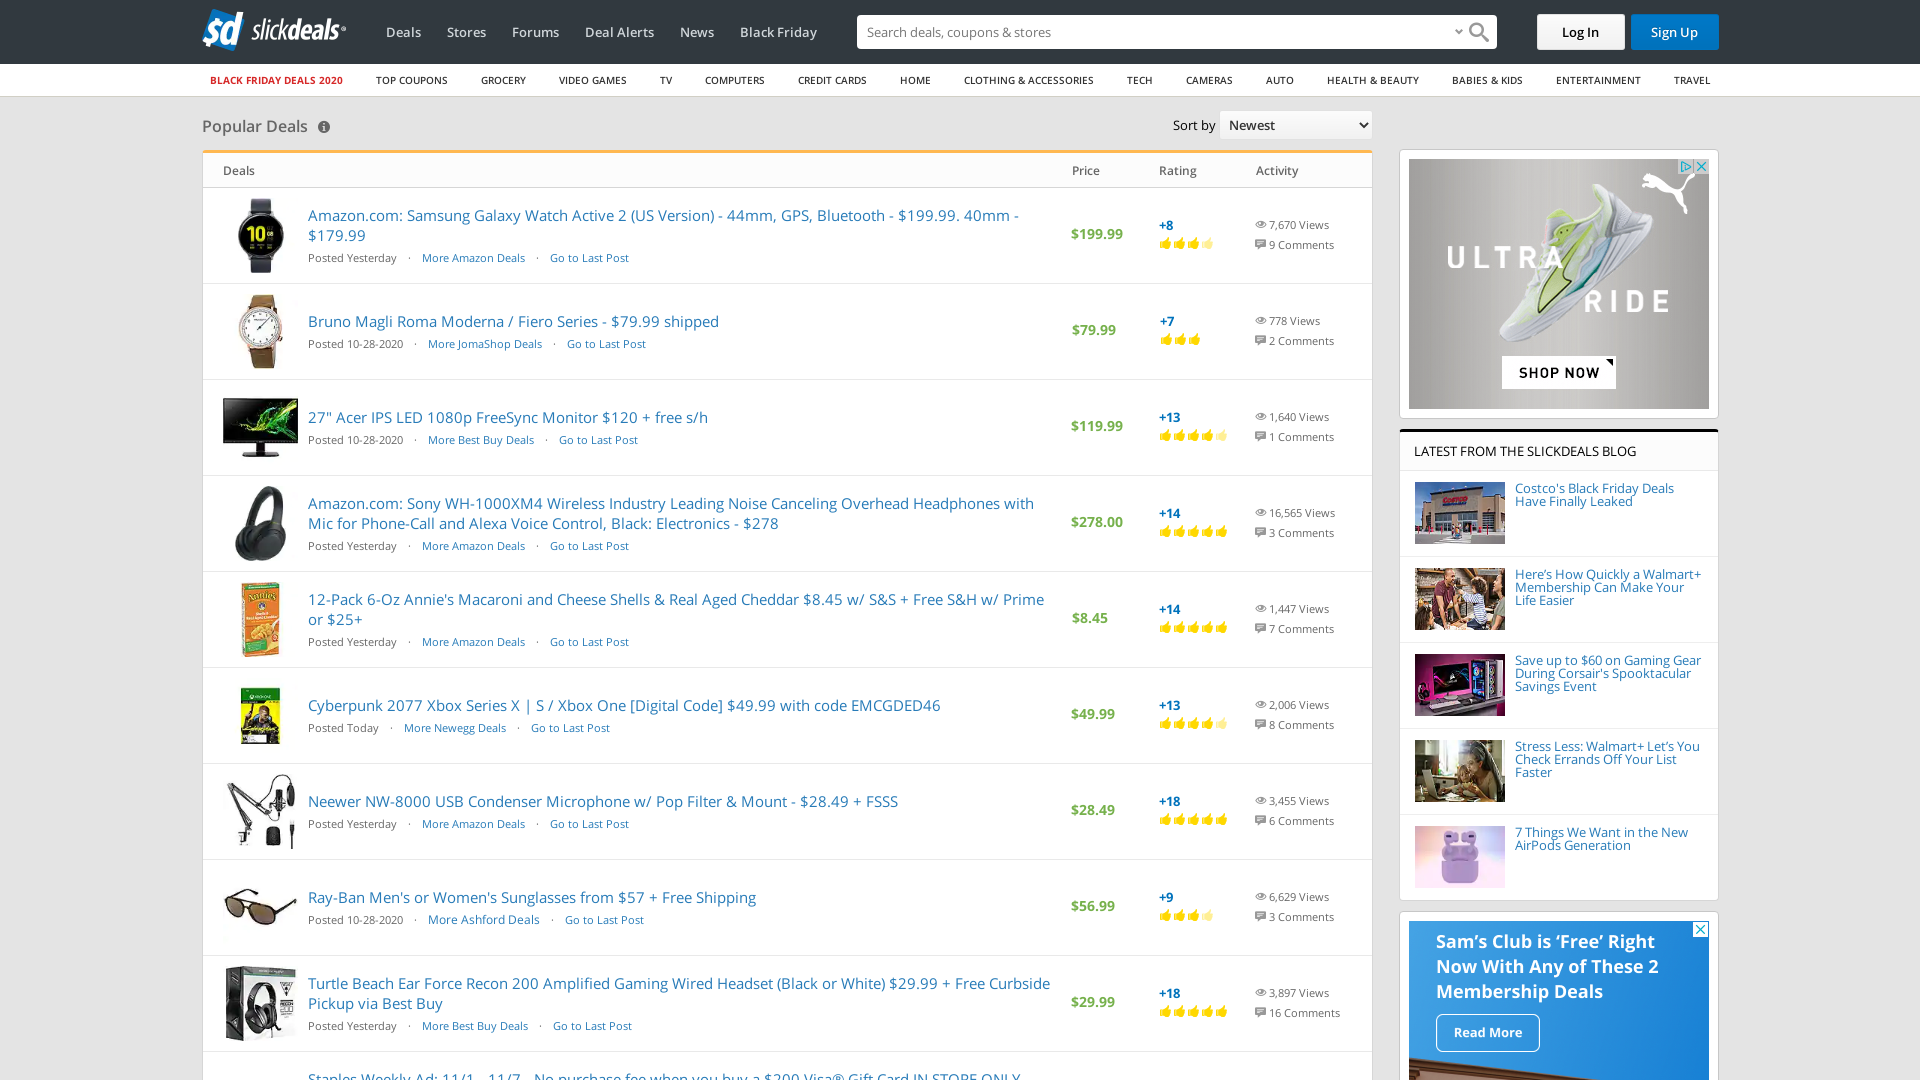 sd slickdeals
Deals
Stores
Forums
Deal Alerts
News
Black Friday
Search deals, coupons & stores
Log In
Sign Up
BLACK FRIDAY DEALS 2020
TOP COUPONS
GROCERY
VIDEO GAMES
TV
COMPUTERS
CREDIT CARDS
HOME
CLOTHING & ACCESSORIES
TECH
CAMERAS
AUTO
HEALTH & BEAUTY
BABIES & KIDS
ENTERTAINMENT
TRAVEL
Popular Deals
Sort by Newest
Deals Price Rating Activity
Amazon.com: Samsung Galaxy Watch Active 2 (US Version) - 44mm, GPS, Bluetooth - $199.99. 40mm -
$179.99
Posted Yesterday · More Amazon Deals · Go to Last Post
$199.99
+8
7,670 Views
9 Comments
Bruno Magli Roma Moderna / Fiero Series - $79.99 shipped
Posted 10-28-2020 · More JomaShop Deals · Go to Last Post
$79.99
+7
778 Views
2 Comments
27" Acer IPS LED 1080p FreeSync Monitor $120 + free s/h
Posted 10-28-2020 · More Best Buy Deals · Go to Last Post
$119.99
+13
1,640 Views
1 Comments
Amazon.com: Sony WH-1000XM4 Wireless Industry Leading Noise Canceling Overhead Headphones with
Mic for Phone-Call and Alexa Voice Control, Black: Electronics - $278
Posted Yesterday · More Amazon Deals · Go to Last Post
$278.00
+14
16,565 Views
3 Comments
12-Pack 6-Oz Annie's Macaroni and Cheese Shells & Real Aged Cheddar $8.45 w/ S&S + Free S&H w/ Prime
or $25+
Posted Yesterday · More Amazon Deals · Go to Last Post
$8.45
+14
1,447 Views
7 Comments
Cyberpunk 2077 Xbox Series X | S / Xbox One [Digital Code] $49.99 with code EMCGDED46
Posted Today · More Newegg Deals · Go to Last Post
$49.99
+13
2,006 Views
8 Comments
Neewer NW-8000 USB Condenser Microphone w/ Pop Filter & Mount - $28.49 + FSSS
Posted Yesterday · More Amazon Deals · Go to Last Post
$28.49
+18
3,455 Views
6 Comments
Ray-Ban Men's or Women's Sunglasses from $57 + Free Shipping
Posted 10-28-2020 · More Ashford Deals · Go to Last Post
$56.99
+9
6,629 Views
3 Comments
Turtle Beach Ear Force Recon 200 Amplified Gaming Wired Headset (Black or White) $29.99 + Free Curbside
Pickup via Best Buy
Posted Yesterday · More Best Buy Deals · Go to Last Post
$29.99
+18
3,897 Views
16 Comments
Staples Weekly Ad: 11/1 - 11/7 - No purchase fee when you buy a $200 Visa® Gift Card IN STORE ONLY
ULTRA
RIDE
SHOP NOW
LATEST FROM THE SLICKDEALS BLOG
Costco's Black Friday Deals
Have Finally Leaked
Here's How Quickly a Walmart+
Membership Can Make Your
Life Easier
Save up to $60 on Gaming Gear
During Corsair's Spooktacular
Savings Event
Stress Less: Walmart+ Let's You
Check Errands Off Your List
Faster
7 Things We Want in the New
AirPods Generation
Sam's Club is 'Free' Right
Now With Any of These 2
Membership Deals
Read More